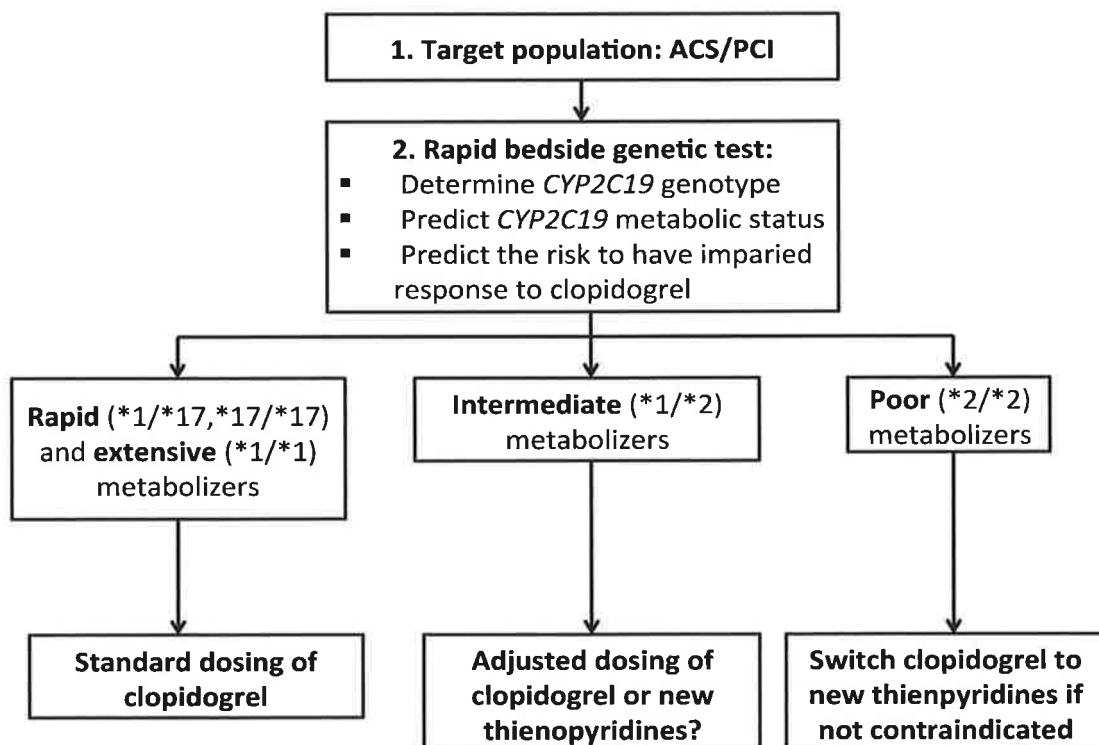 1. Target population: ACS/PCI
2. Rapid bedside genetic test:
▪ Determine CYP2C19 genotype
▪ Predict CYP2C19 metabolic status
▪ Predict the risk to have imparied
response to clopidogrel
Rapid (*1/*17,*17/*17)
and extensive (*1/*1)
metabolizers
Intermediate (*1/*2)
metabolizers
Poor (*2/*2)
metabolizers
Standard dosing of
clopidogrel
Adjusted dosing of
clopidogrel or new
thienopyridines?
Switch clopidogrel to
new thienpyridines if
not contraindicated